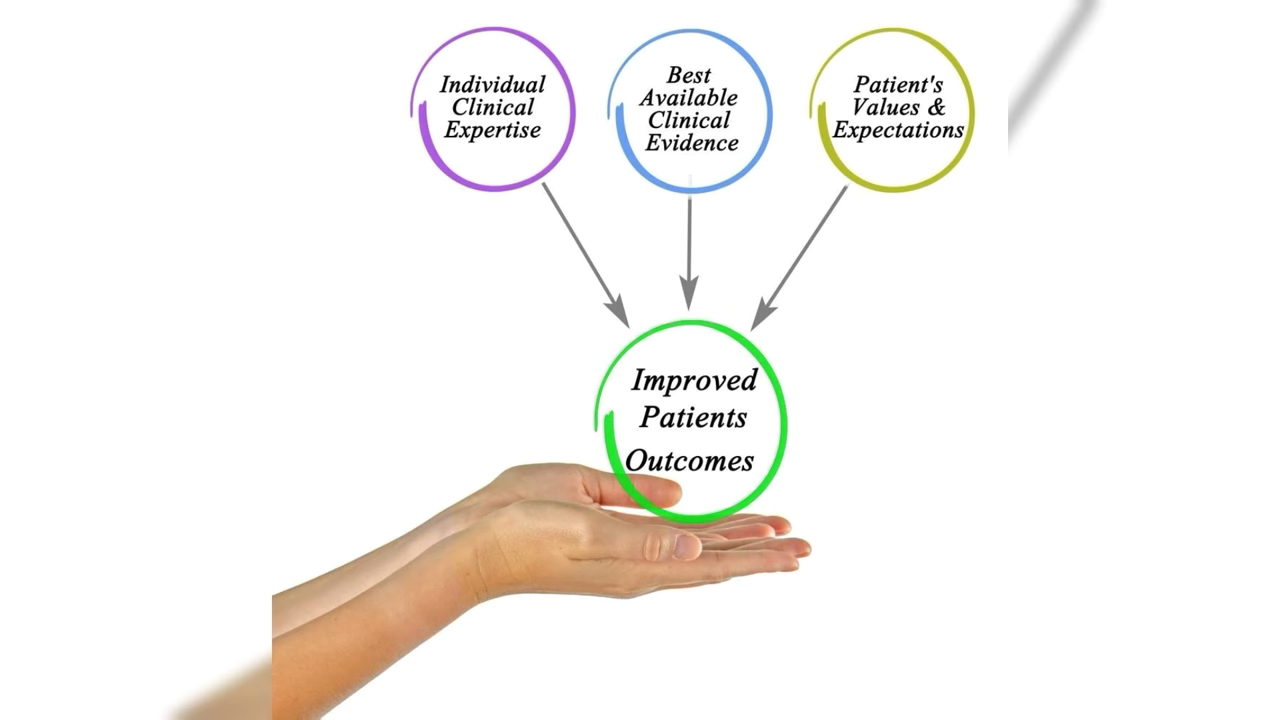 Individual
Clinical
Expertise
Best
Available
Clinical
Evidence
Patient's
Values &
Expectations
Improved
Patients
Outcomes